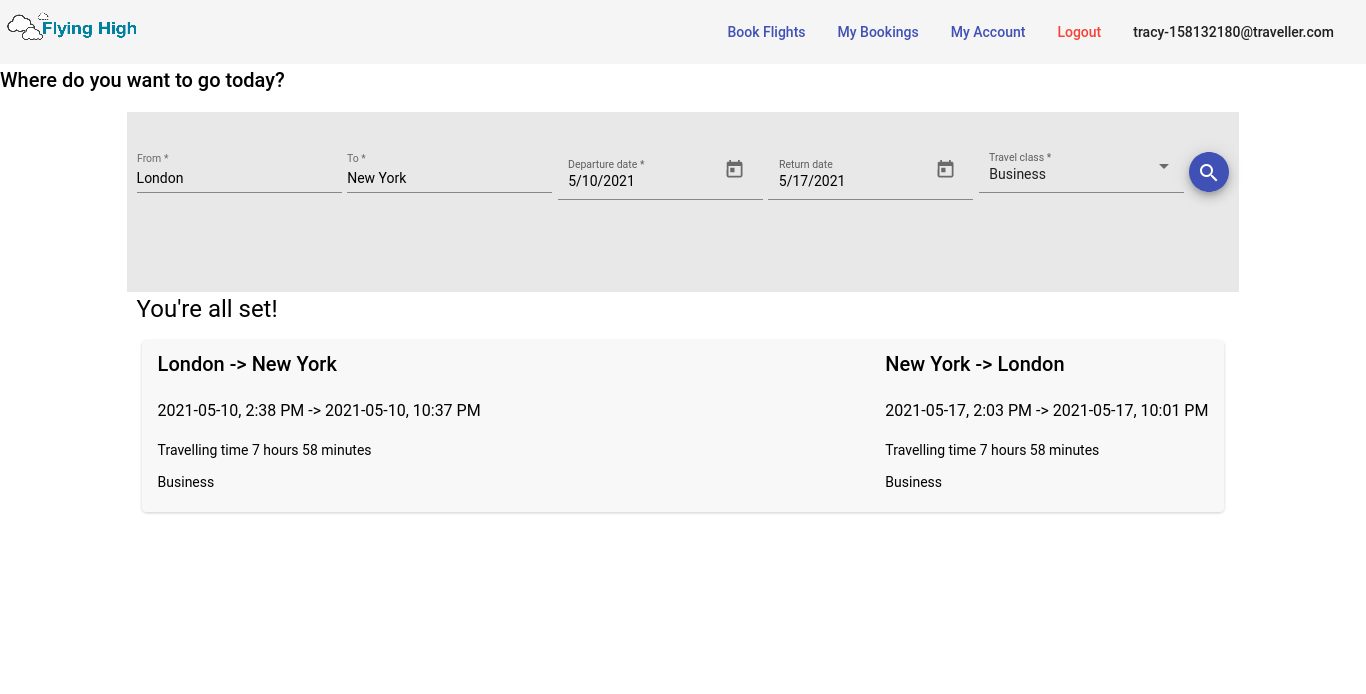 Flying High
Book Flights
My Bookings
My Account
Logout
tracy-158132180@traveller.com
Where do you want to go today?
From *
London
To *
New York
Departure date *
5/10/2021
Return date
5/17/2021
Travel class *
Business
You're all set!
London -> New York
2021-05-10, 2:38 PM -> 2021-05-10, 10:37 PM
Travelling time 7 hours 58 minutes
Business
New York -> London
2021-05-17, 2:03 PM -> 2021-05-17, 10:01 PM
Travelling time 7 hours 58 minutes
Business